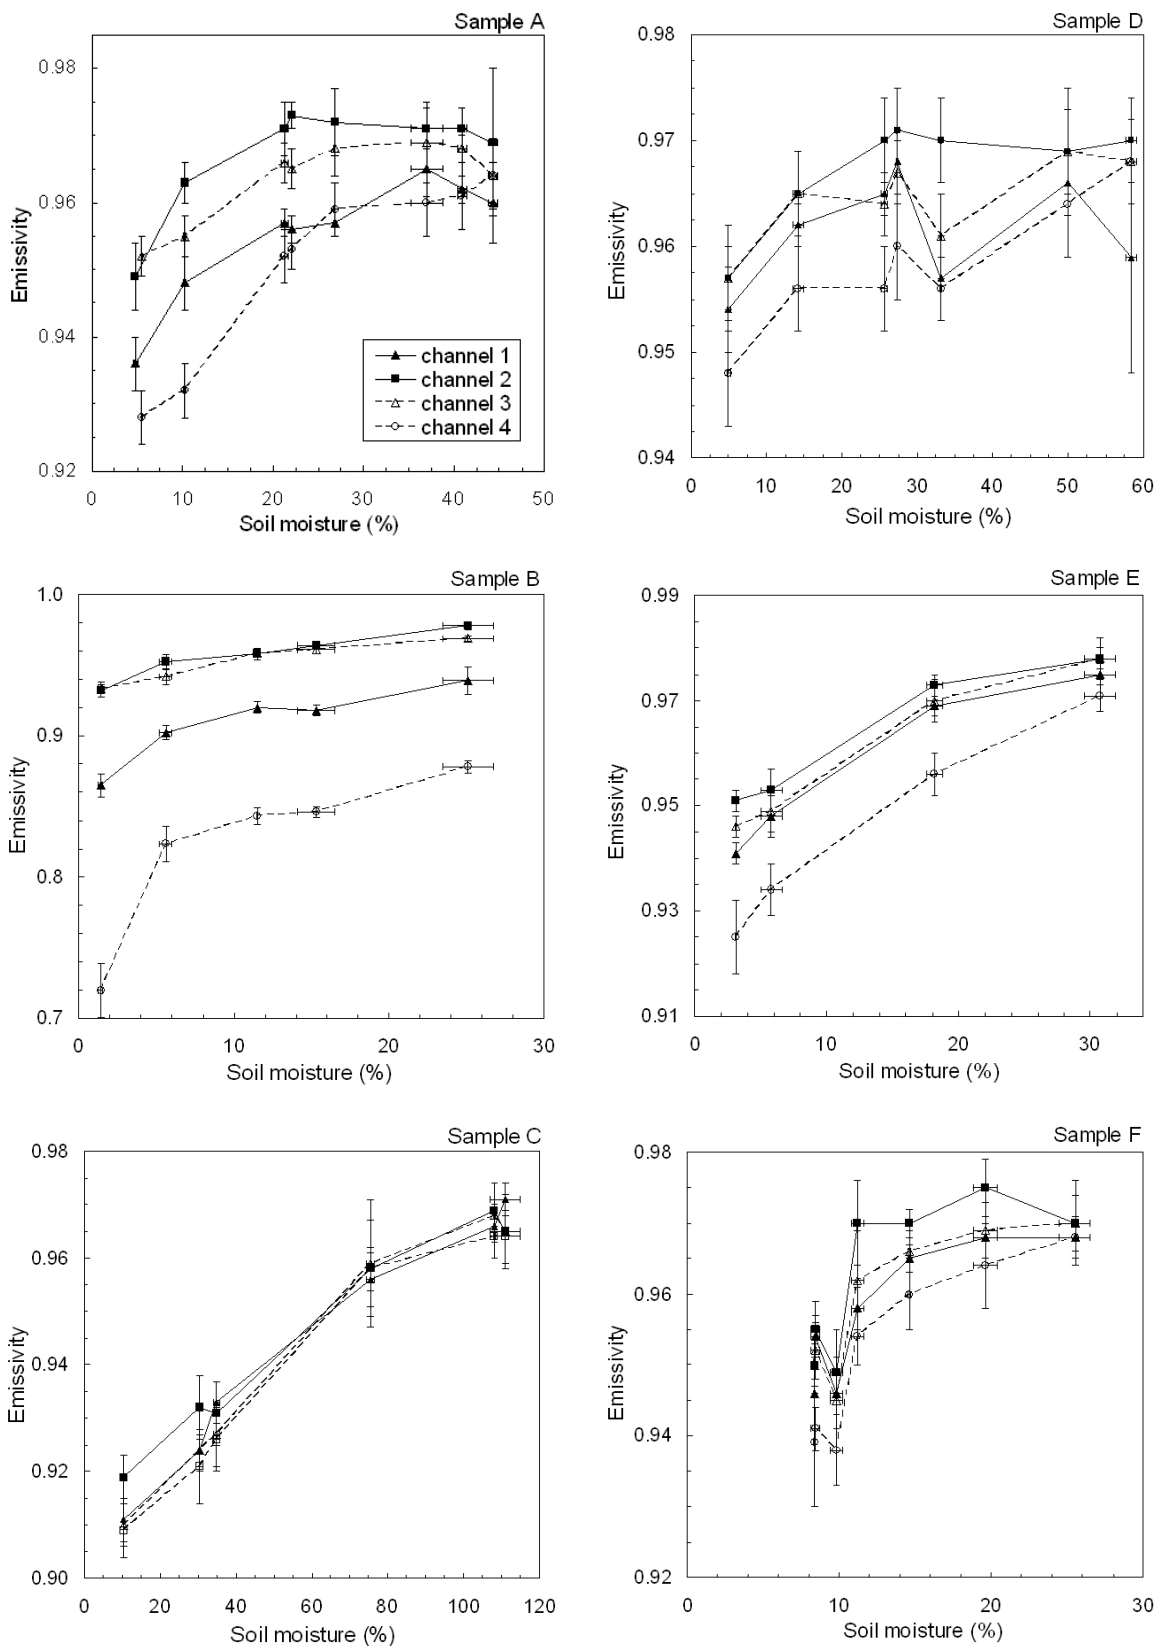 Sample A
0.98
0.96
0.94
0.92
Emissivity
channel 1
channel 2
channel 3
channel 4
0 10 20 30 40 50
Soil moisture (%)
Sample D
0.98
0.97
0.96
0.95
0.94
Emissivity
0 10 20 30 40 50 60
Soil moisture (%)
Sample B
1.0
0.9
0.8
0.7
Emissivity
0 10 20 30
Soil moisture (%)
Sample E
0.99
0.97
0.95
0.93
0.91
Emissivity
0 10 20 30
Soil moisture (%)
Sample C
0.98
0.96
0.94
0.92
0.90
Emissivity
0 20 40 60 80 100 120
Soil moisture (%)
Sample F
0.98
0.96
0.94
0.92
Emissivity
0 10 20 30
Soil moisture (%)